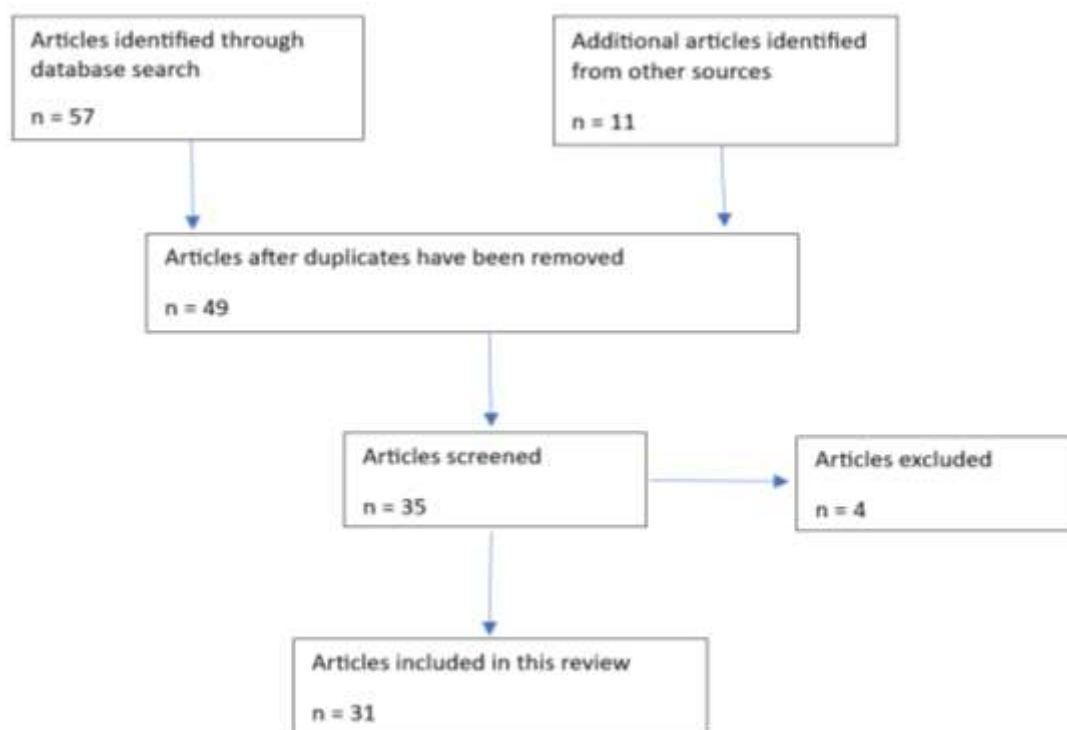 Articles identified through
database search
n = 57
Additional articles identified
from other sources
n = 11
Articles after duplicates have been removed
n = 49
Articles screened
n = 35
Articles excluded
n = 4
Articles included in this review
n = 31